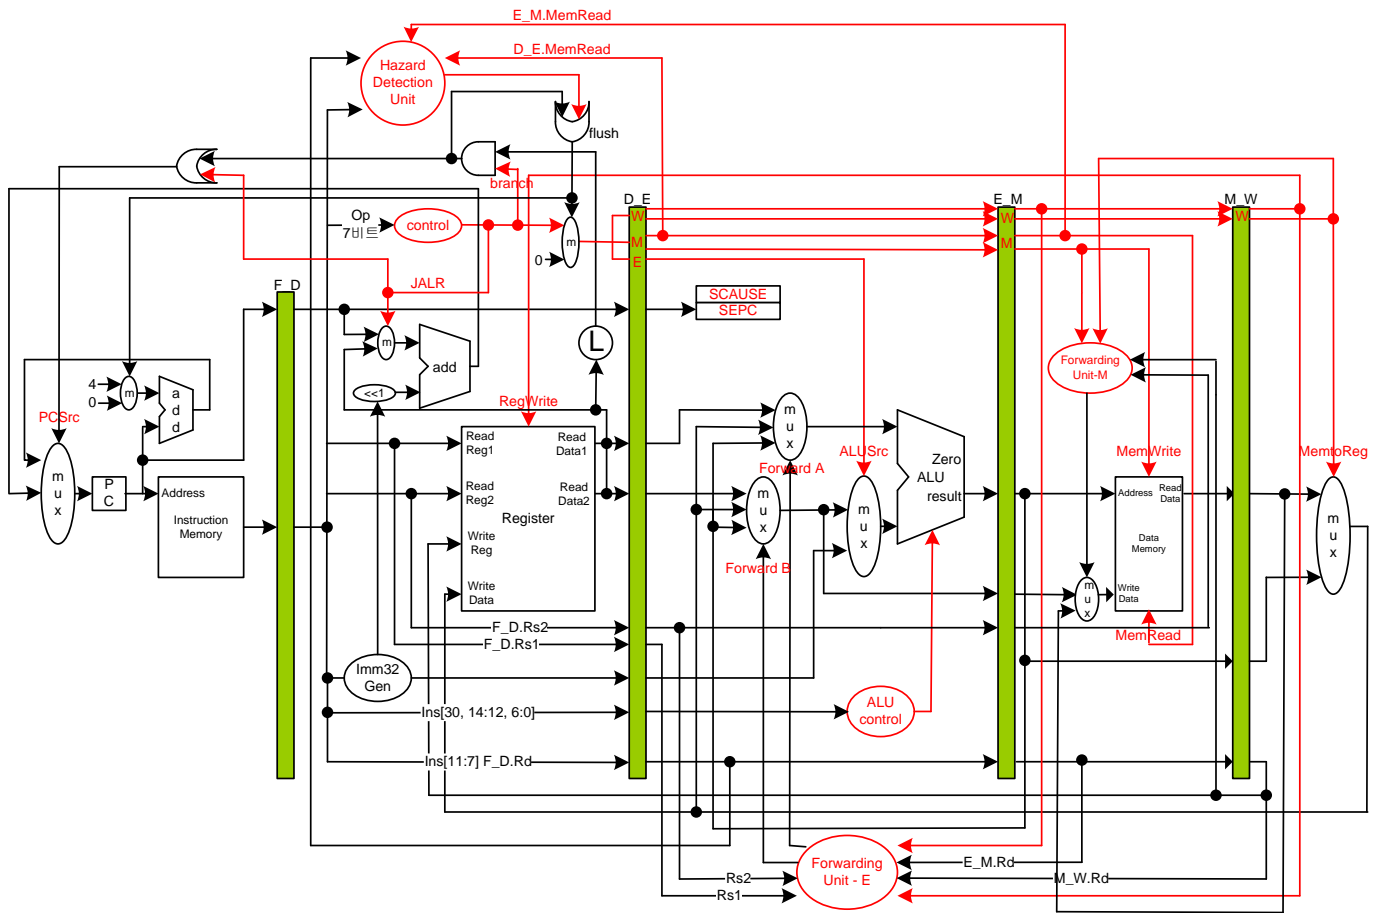 E_M.MemRead
D_E.MemRead
Hazard
Detection
Unit
flush
branch
D_E
E_M
M_W
Op
7비트
control
m
0
W
M
E
W
M
W
JALR
F_D
SCAUSE
SEPC
m
add
L
<<1
Forwarding
Unit-M
4
0
m
a
d
d
PCSrc
RegWrite
m
u
x
Forward A
ALUSrc
Zero
ALU
result
MemWrite
MemtoReg
m
u
x
P
C
Address
Instruction
Memory
Read
Reg1
Read
Data1
Read
Reg2
Read
Data2
Register
Write
Reg
Write
Data
m
u
x
Forward B
m
u
x
Address
Read
Data
Data
Memory
Write
Data
m
u
x
MemRead
m
u
x
F_D.Rs2
F_D.Rs1
Imm32
Gen
Ins[30, 14:12, 6:0]
ALU
control
Ins[11:7] F_D.Rd
Forwarding
Unit - E
E_M.Rd
M_W.Rd
Rs2
Rs1